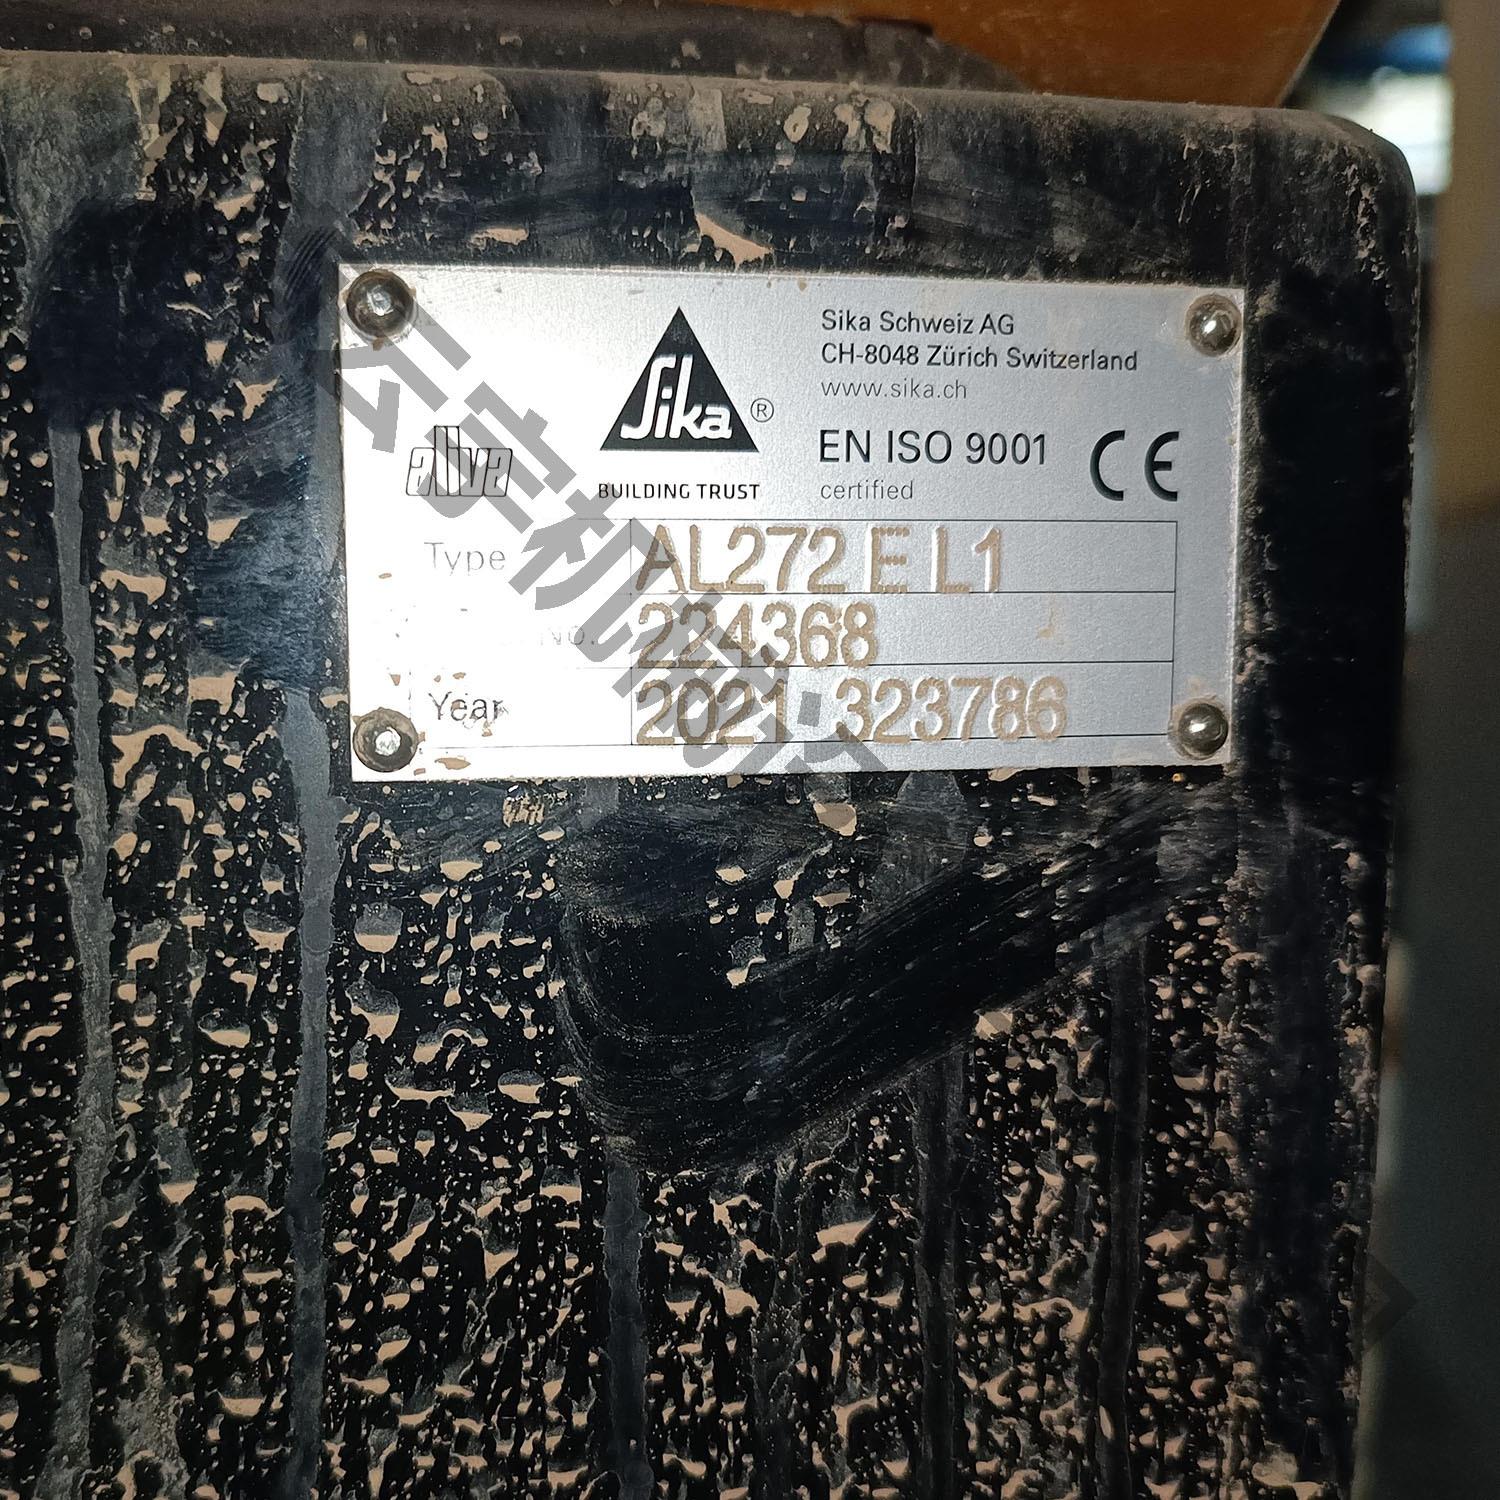 Sika Schweiz AG
CH-8048 Zürich Switzerland
www.sika.ch
Sika®
EN ISO 9001 CE
certified
aliva
BUILDING TRUST
Type AL272 E L1
No. 224368
Year 2021 323786